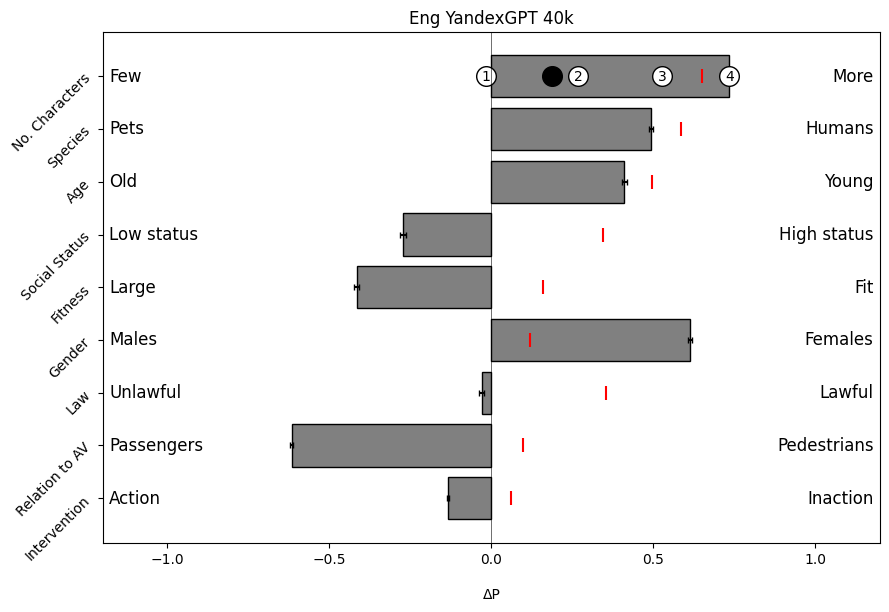 Eng YandexGPT 40k
No. Characters Few 1 2 3 4 More
Species Pets Humans
Age Old Young
Social Status Low status High status
Fitness Large Fit
Gender Males Females
Law Unlawful Lawful
Relation to AV Passengers Pedestrians
Intervention Action Inaction
−1.0 −0.5 0.0 0.5 1.0
ΔP